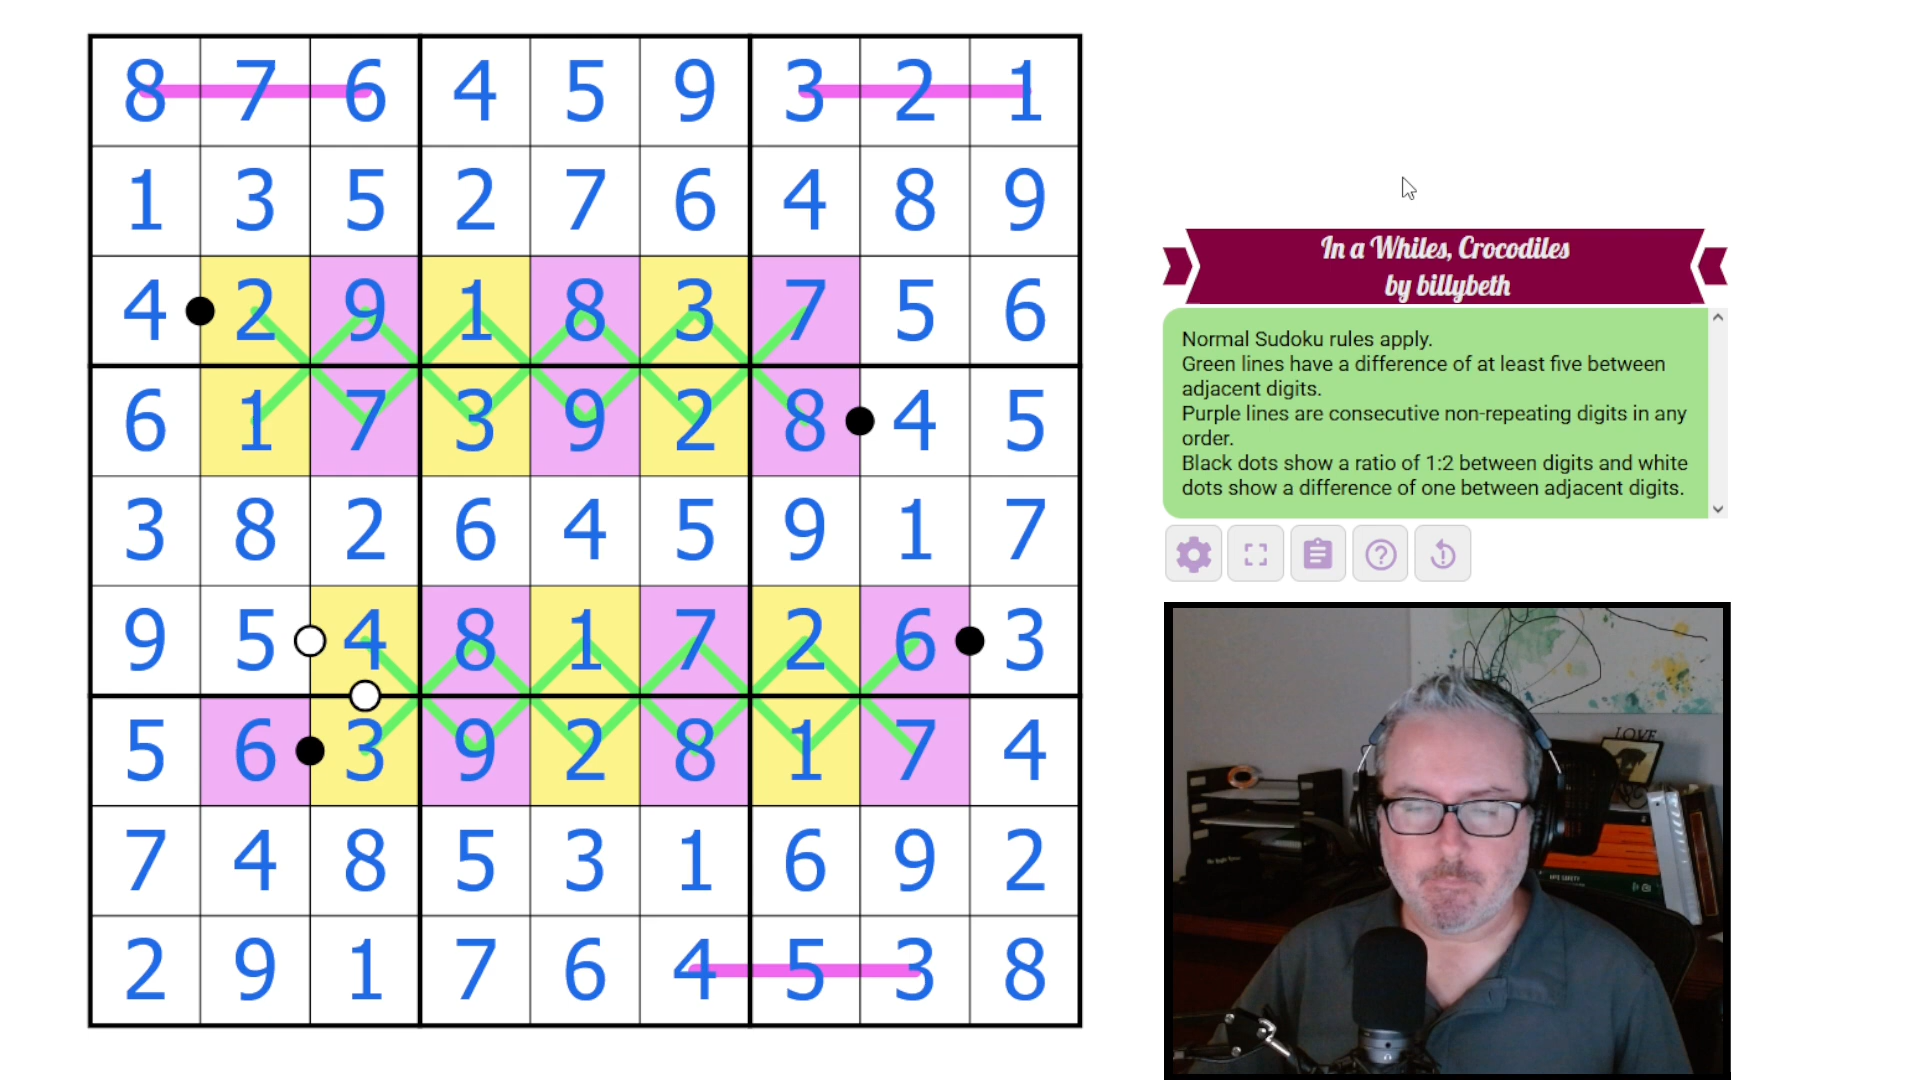 8 7 6 4 5 9 3 2 1
1 3 5 2 7 6 4 8 9
4 2 9 1 8 3 7 5 6
6 1 7 3 9 2 8 4 5
3 8 2 6 4 5 9 1 7
9 5 4 8 1 7 2 6 3
5 6 3 9 2 8 1 7 4
7 4 8 5 3 1 6 9 2
2 9 1 7 6 4 5 3 8
In a Whiles, Crocodiles
by billybeth
Normal Sudoku rules apply.
Green lines have a difference of at least five between
adjacent digits.
Purple lines are consecutive non-repeating digits in any
order.
Black dots show a ratio of 1:2 between digits and white
dots show a difference of one between adjacent digits.
LOVE